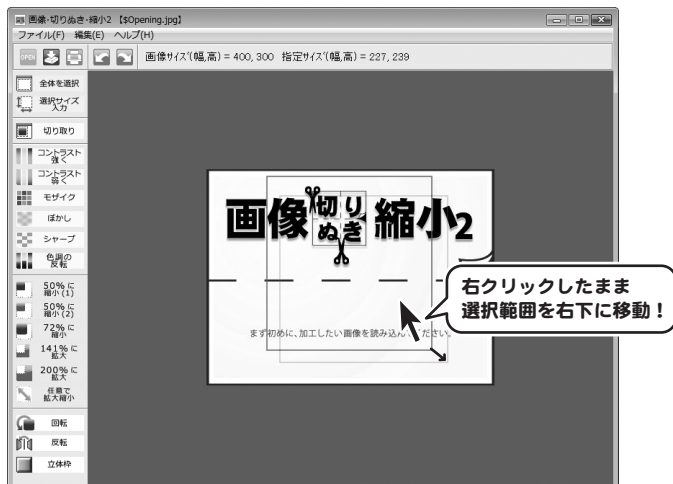 画像・切りぬき・縮小2 【$Opening.jpg】
ファイル(F) 編集(E) ヘルプ(H)
OPEN
画像サイズ(幅,高) = 400, 300 指定サイズ(幅,高) = 227, 239
全体を選択
選択サイズ
入力
切り取り
コントラスト
強く
コントラスト
弱く
モザイク
ぼかし
シャープ
色調の
反転
50% に
縮小 (1)
50% に
縮小 (2)
72% に
縮小
141% に
拡大
200% に
拡大
任意で
拡大縮小
回転
反転
立体枠
画像切りぬき縮小2
まず初めに、加工したい画像を読み込んでください。
右クリックしたまま
選択範囲を右下に移動！